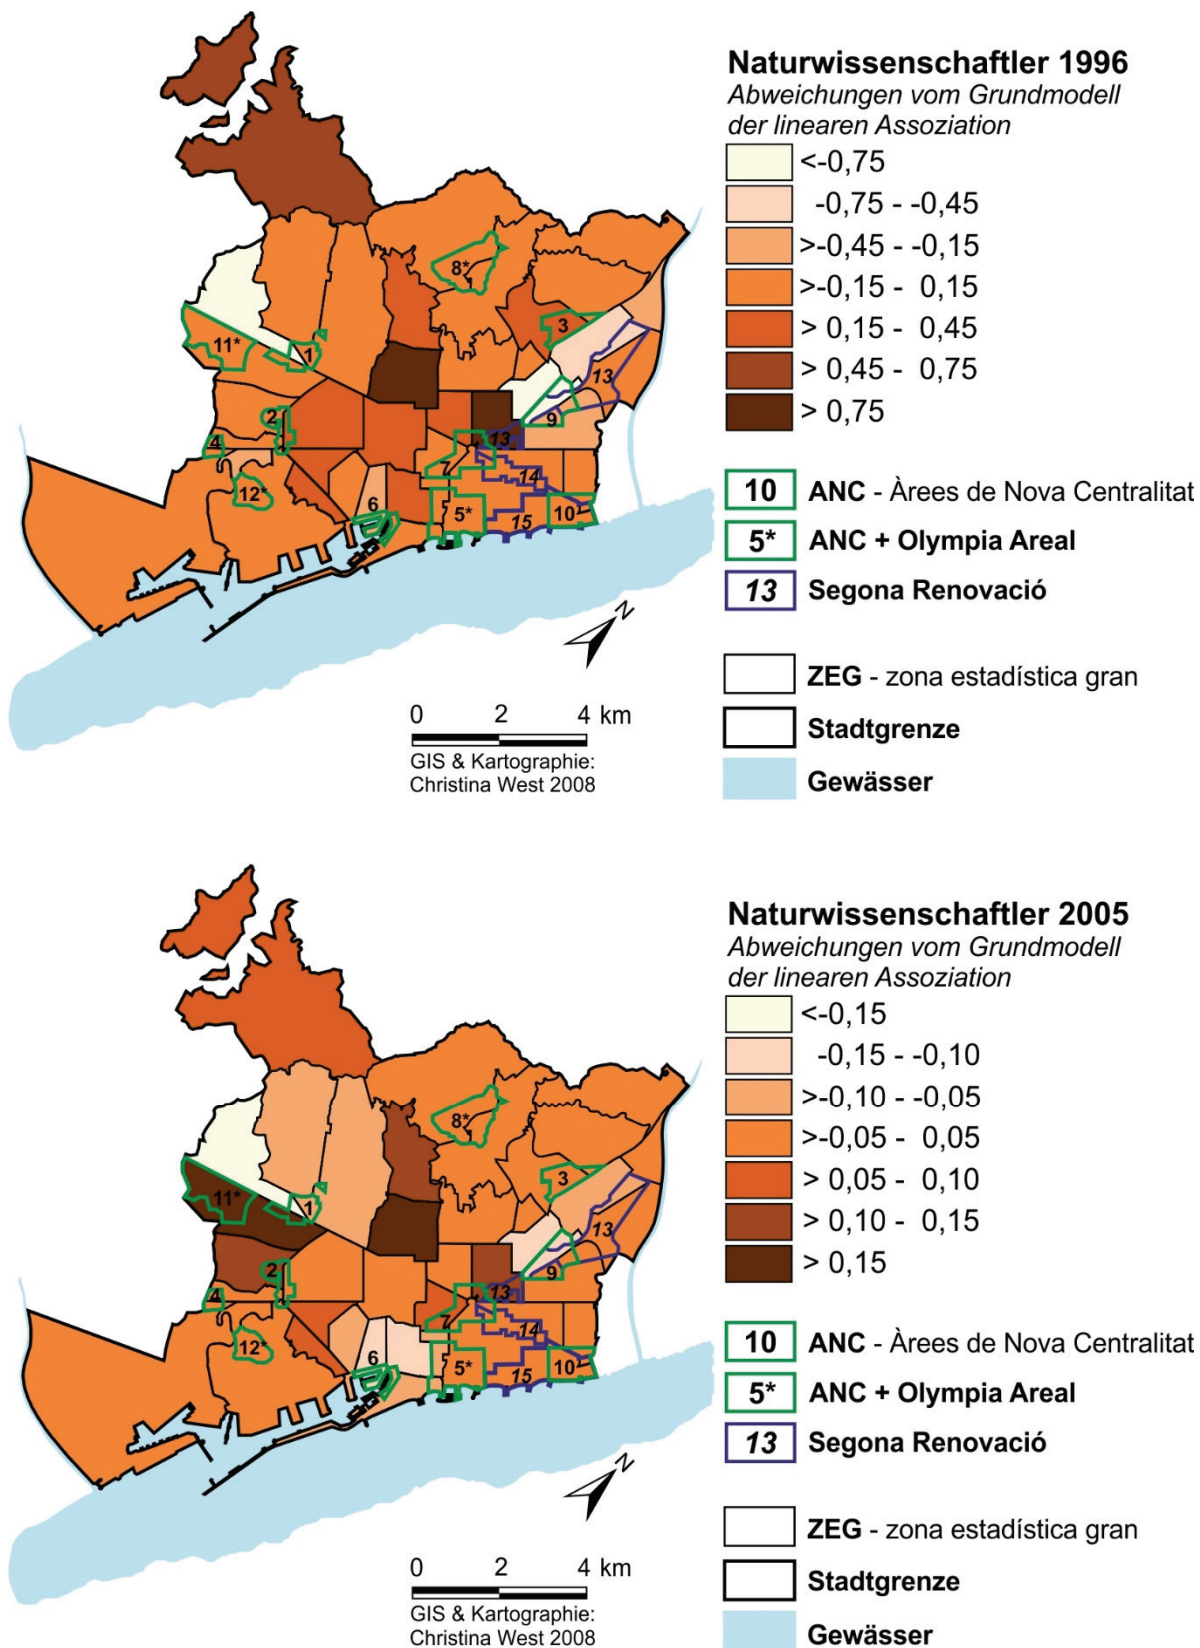 Naturwissenschaftler 1996
Abweichungen vom Grundmodell
der linearen Assoziation
<-0,75
-0,75 - -0,45
>-0,45 - -0,15
>-0,15 - 0,15
> 0,15 - 0,45
> 0,45 - 0,75
> 0,75
10 ANC - Àrees de Nova Centralitat
5* ANC + Olympia Areal
13 Segona Renovació
ZEG - zona estadística gran
Stadtgrenze
Gewässer
8*
3
11*
1
13
2
9
4
13
7
14
12*
6
5*
15
10
N
0 2 4 km
GIS & Kartographie:
Christina West 2008
Naturwissenschaftler 2005
Abweichungen vom Grundmodell
der linearen Assoziation
<-0,15
-0,15 - -0,10
>-0,10 - -0,05
>-0,05 - 0,05
> 0,05 - 0,10
> 0,10 - 0,15
> 0,15
10 ANC - Àrees de Nova Centralitat
5* ANC + Olympia Areal
13 Segona Renovació
ZEG - zona estadística gran
Stadtgrenze
Gewässer
8*
3
11*
1
13
2
9
4
13
7
14
12*
6
5*
15
10
N
0 2 4 km
GIS & Kartographie:
Christina West 2008